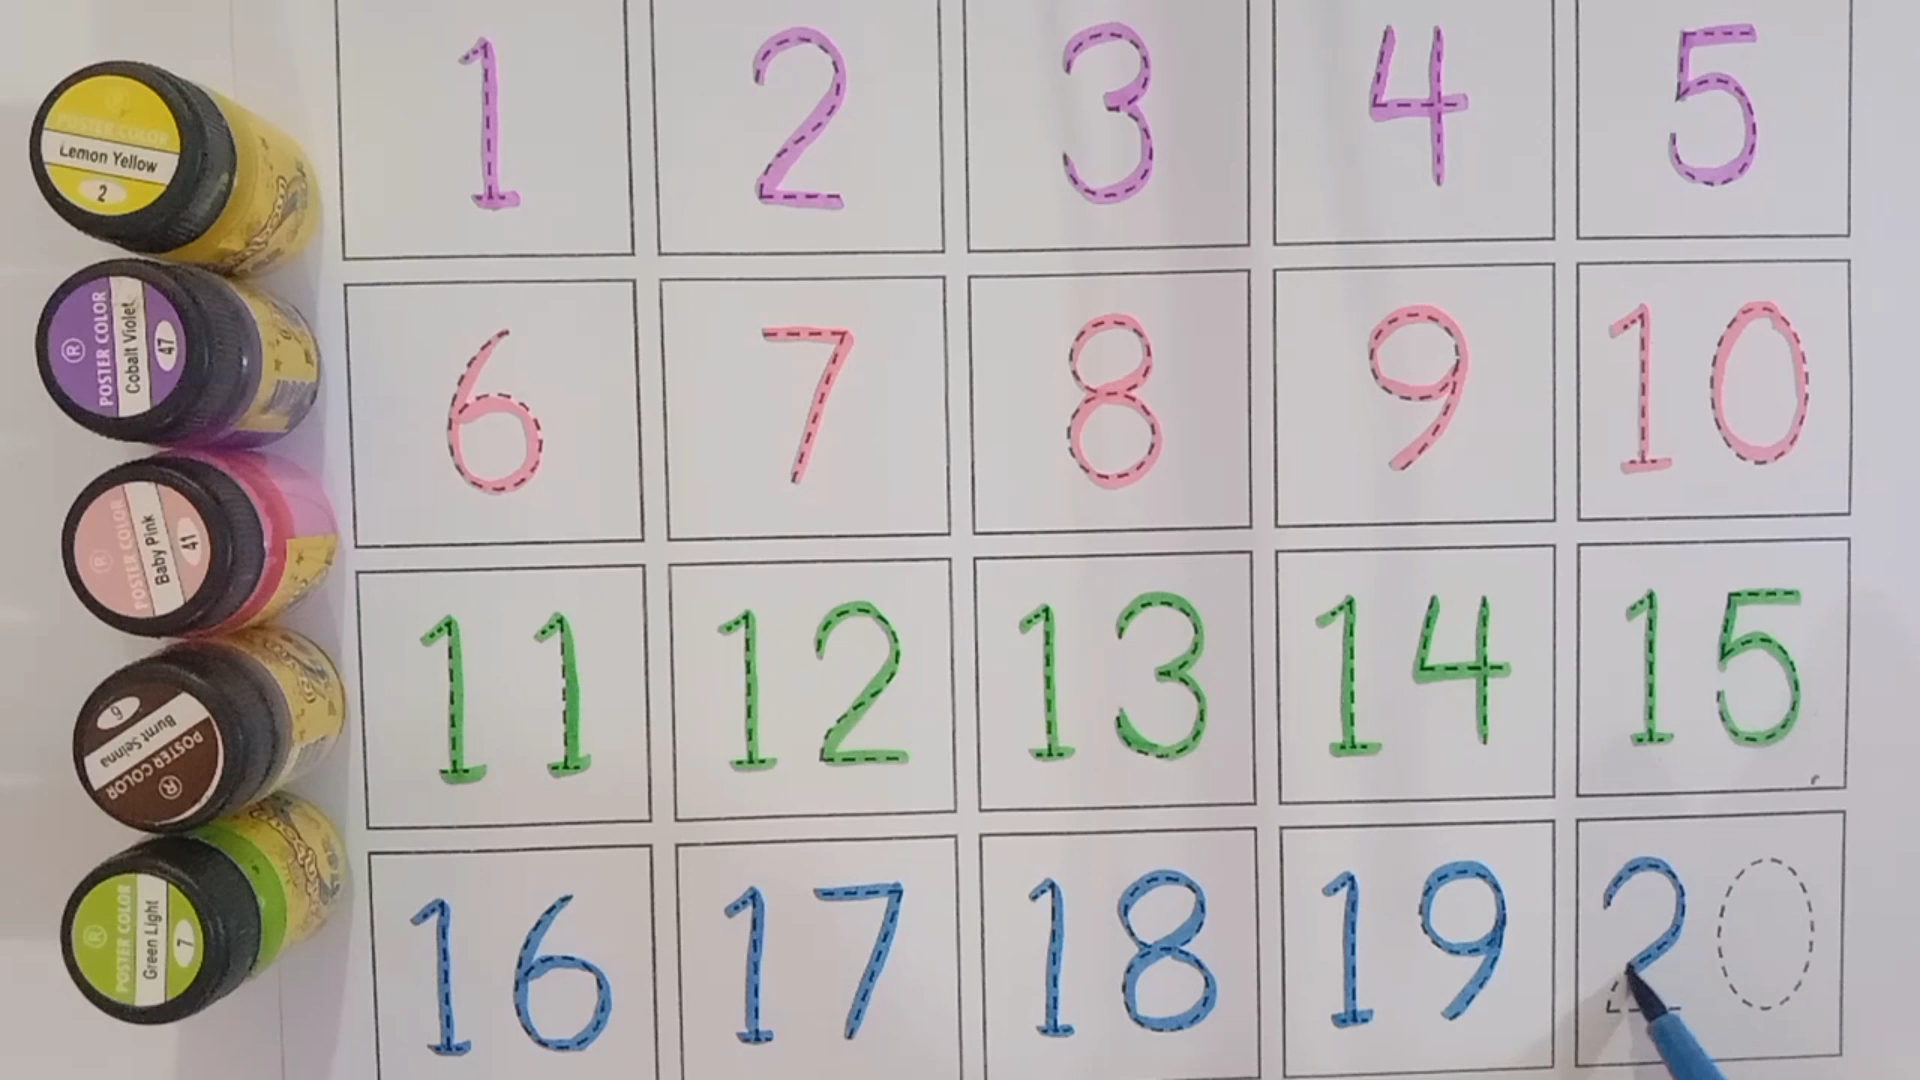 1 2 3 4 5
6 7 8 9 10
11 12 13 14 15
16 17 18 19 20
POSTER COLOR
Lemon Yellow
2
® POSTER COLOR
Cobalt Violet
47
® POSTER COLOR
Baby Pink
41
® POSTER COLOR
Burnt Seinna
9
® POSTER COLOR
Green Light
7